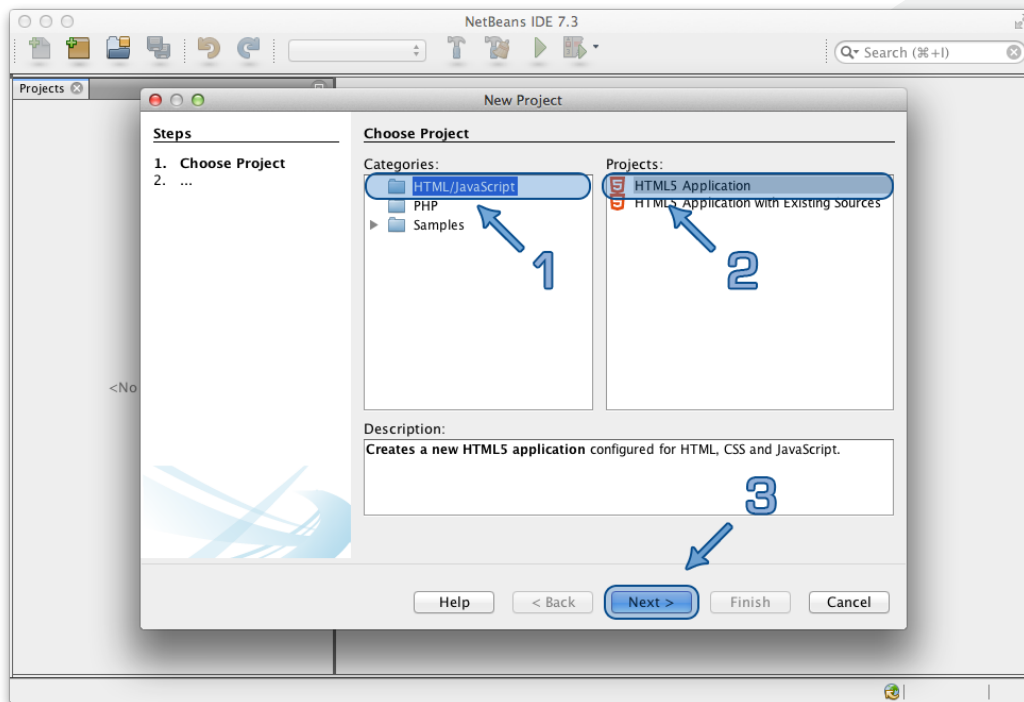 NetBeans IDE 7.3
Search (⌘+I)
Projects
New Project
Steps
1. Choose Project
2. ...
Choose Project
Categories:
HTML/JavaScript
PHP
Samples
Projects:
HTML5 Application
HTML5 Application with Existing Sources
1
2
<No
Description:
Creates a new HTML5 application configured for HTML, CSS and JavaScript.
3
Help
< Back
Next >
Finish
Cancel